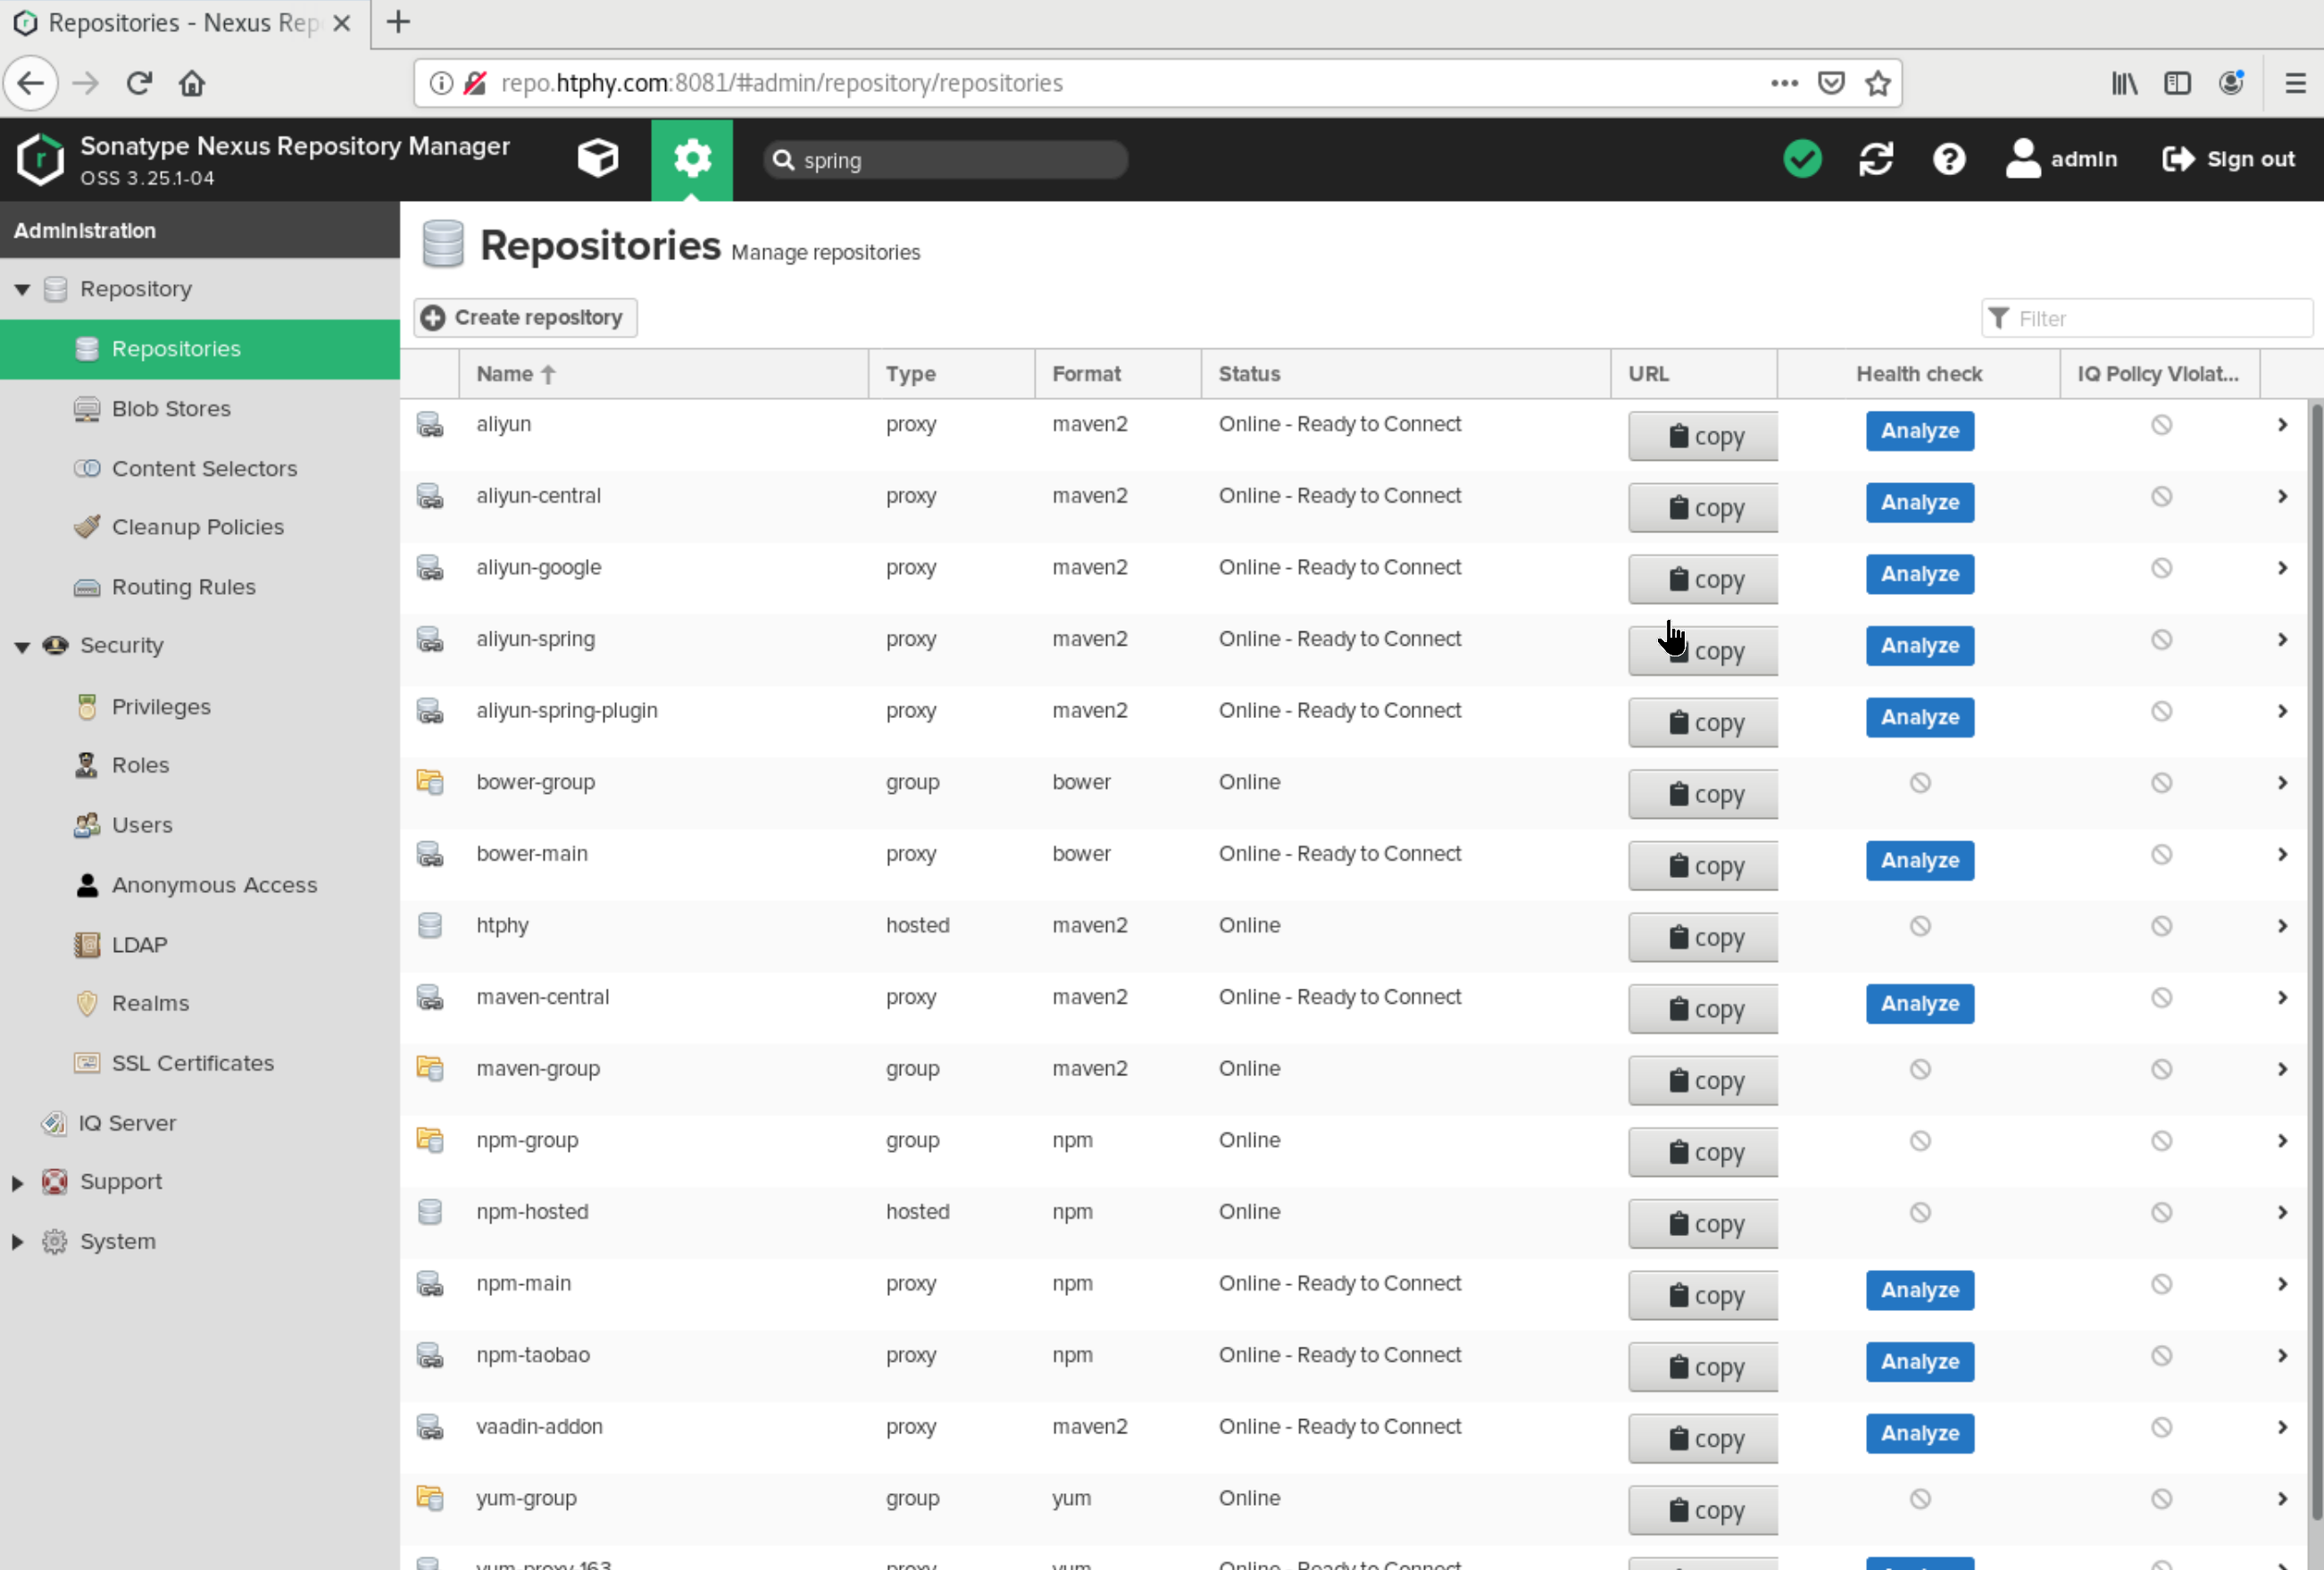 Repositories - Nexus Rep
repo.htphy.com:8081/#admin/repository/repositories
Sonatype Nexus Repository Manager
OSS 3.25.1-04
spring
admin
Sign out
Administration
Repository
Repositories
Blob Stores
Content Selectors
Cleanup Policies
Routing Rules
Security
Privileges
Roles
Users
Anonymous Access
LDAP
Realms
SSL Certificates
IQ Server
Support
System
Repositories Manage repositories
Create repository
Filter
Name Type Format Status URL Health check IQ Policy Violat...
aliyun proxy maven2 Online - Ready to Connect copy Analyze
aliyun-central proxy maven2 Online - Ready to Connect copy Analyze
aliyun-google proxy maven2 Online - Ready to Connect copy Analyze
aliyun-spring proxy maven2 Online - Ready to Connect copy Analyze
aliyun-spring-plugin proxy maven2 Online - Ready to Connect copy Analyze
bower-group group bower Online copy
bower-main proxy bower Online - Ready to Connect copy Analyze
htphy hosted maven2 Online copy
maven-central proxy maven2 Online - Ready to Connect copy Analyze
maven-group group maven2 Online copy
npm-group group npm Online copy
npm-hosted hosted npm Online copy
npm-main proxy npm Online - Ready to Connect copy Analyze
npm-taobao proxy npm Online - Ready to Connect copy Analyze
vaadin-addon proxy maven2 Online - Ready to Connect copy Analyze
yum-group group yum Online copy
yum-proxy-163 proxy yum Online - Ready to Connect